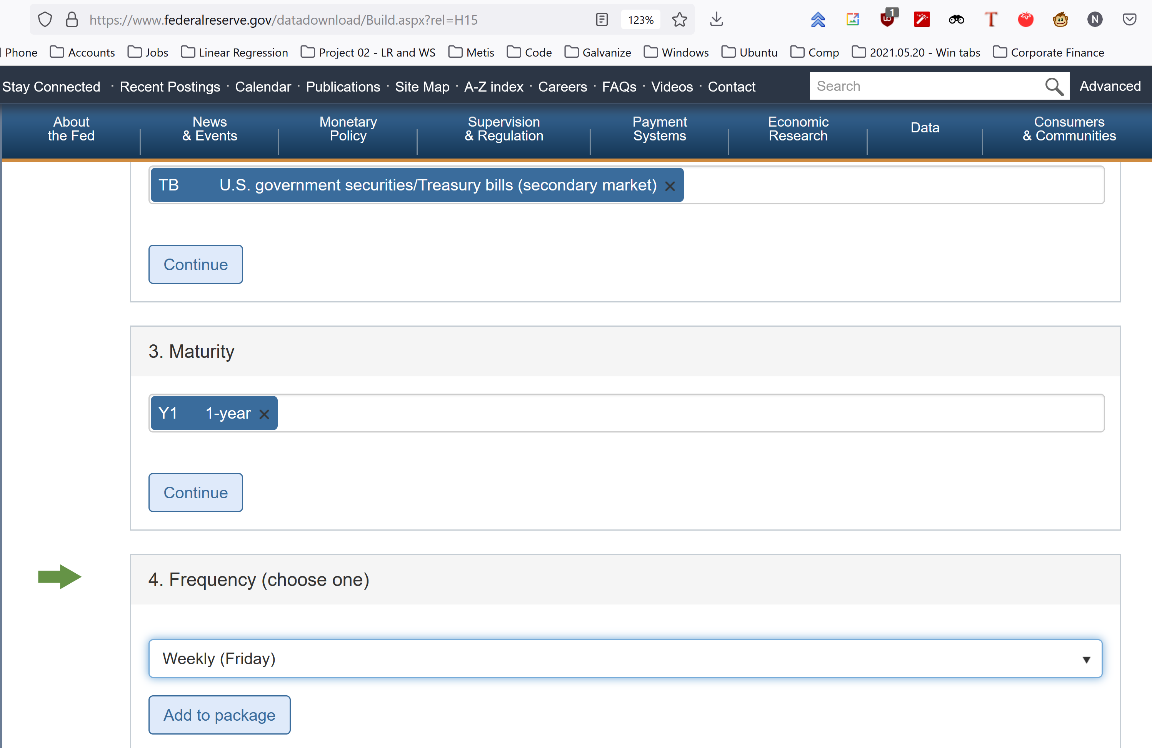 https://www.federalreserve.gov/datadownload/Build.aspx?rel=H15 123% 1 T N
Phone Accounts Jobs Linear Regression Project 02 - LR and WS Metis Code Galvanize Windows Ubuntu Comp 2021.05.20 - Win tabs Corporate Finance
Stay Connected · Recent Postings · Calendar · Publications · Site Map · A-Z index · Careers · FAQs · Videos · Contact Search Advanced
About the Fed
News & Events
Monetary Policy
Supervision & Regulation
Payment Systems
Economic Research
Data
Consumers & Communities
TB U.S. government securities/Treasury bills (secondary market) ×
Continue
3. Maturity
Y1 1-year ×
Continue
4. Frequency (choose one)
Weekly (Friday)
Add to package